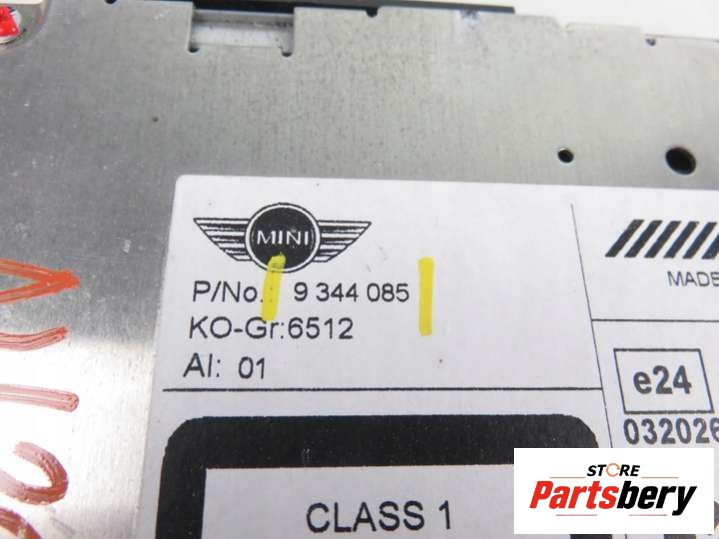 MINI
P/No.: 9 344 085
KO-Gr:6512
AI: 01
MADE
e24
032026
CLASS 1
STORE
Partsbery